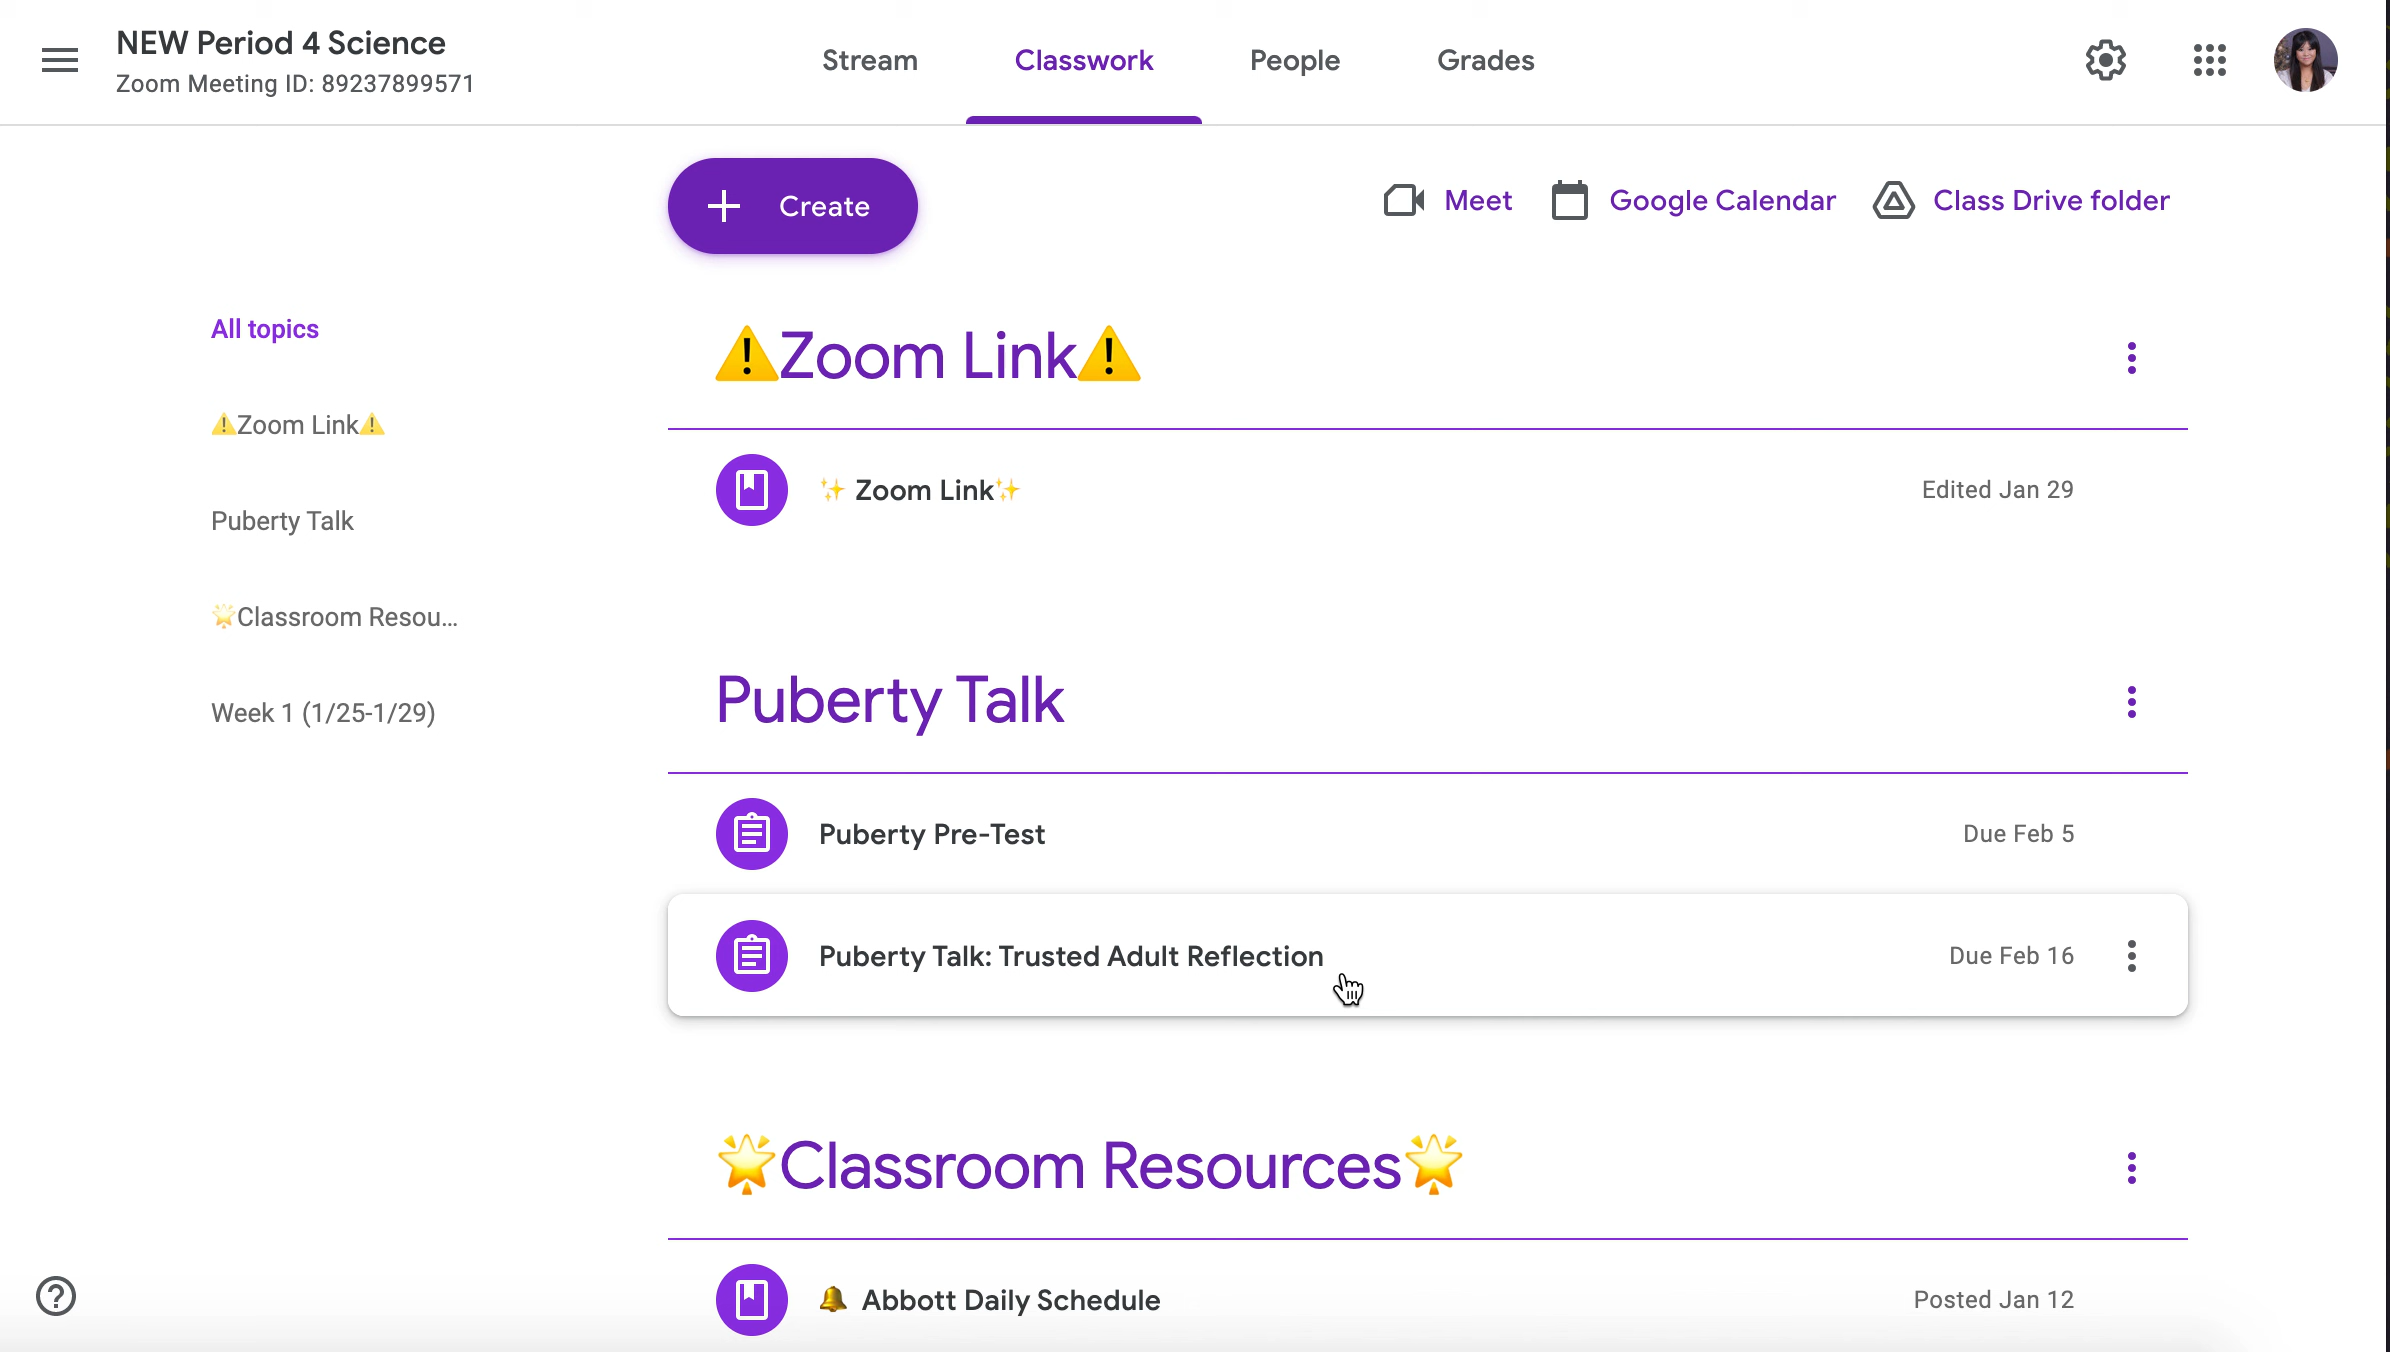 NEW Period 4 Science
Zoom Meeting ID: 89237899571
Stream
Classwork
People
Grades
Create
Meet
Google Calendar
Class Drive folder
All topics
⚠️Zoom Link⚠️
Puberty Talk
🌟Classroom Resou...
Week 1 (1/25-1/29)
⚠️Zoom Link⚠️
✨ Zoom Link✨
Edited Jan 29
Puberty Talk
Puberty Pre-Test
Due Feb 5
Puberty Talk: Trusted Adult Reflection
Due Feb 16
🌟Classroom Resources🌟
🔔 Abbott Daily Schedule
Posted Jan 12